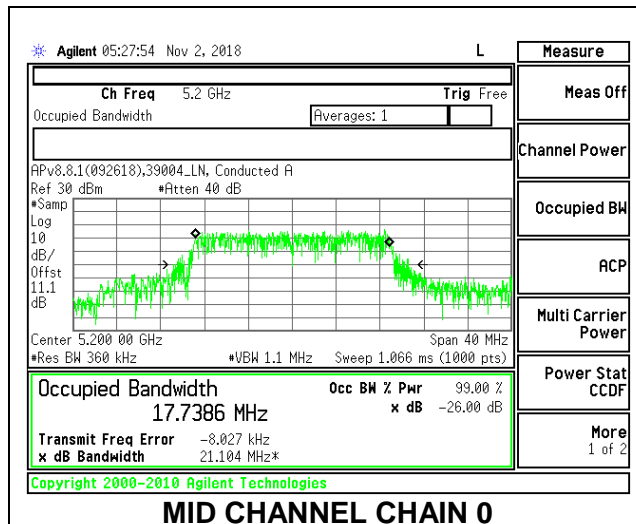 Agilent 05:27:54 Nov 2, 2018 L
Measure
Ch Freq 5.2 GHz Trig Free
Occupied Bandwidth Averages: 1
Meas Off
Channel Power
Occupied BW
ACP
Multi Carrier
Power
Power Stat
CCDF
More
1 of 2
APv8.8.1(092618),39004_LN, Conducted A
Ref 30 dBm #Atten 40 dB
#Samp
Log
10
dB/
Offst
11.1
dB
Center 5.200 00 GHz Span 40 MHz
#Res BW 360 kHz #VBW 1.1 MHz Sweep 1.066 ms (1000 pts)
Occupied Bandwidth Occ BW % Pwr 99.00 %
17.7386 MHz x dB -26.00 dB
Transmit Freq Error -8.027 kHz
x dB Bandwidth 21.104 MHz*
Copyright 2000-2010 Agilent Technologies
MID CHANNEL CHAIN 0